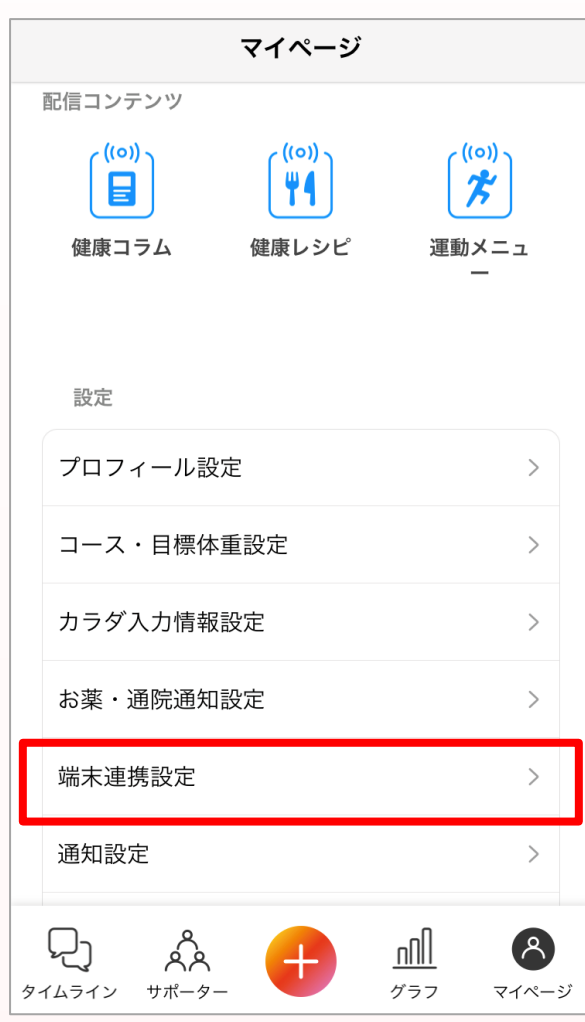 マイページ
配信コンテンツ
健康コラム
健康レシピ
運動メニュ
ー
設定
プロフィール設定
コース・目標体重設定
カラダ入力情報設定
お薬・通院通知設定
端末連携設定
通知設定
タイムライン
サポーター
グラフ
マイページ